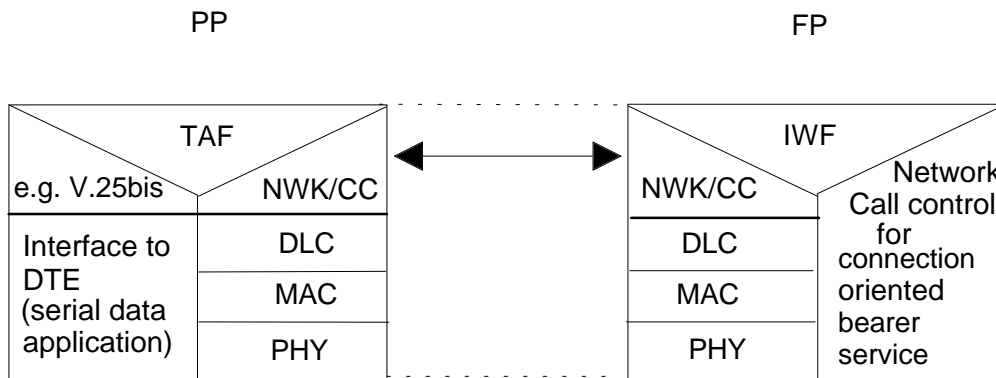 PP
FP
TAF
e.g. V.25bis
NWK/CC
Interface to
DTE
(serial data
application)
DLC
MAC
PHY
IWF
NWK/CC
DLC
MAC
PHY
Network
Call control
for
connection
oriented
bearer
service